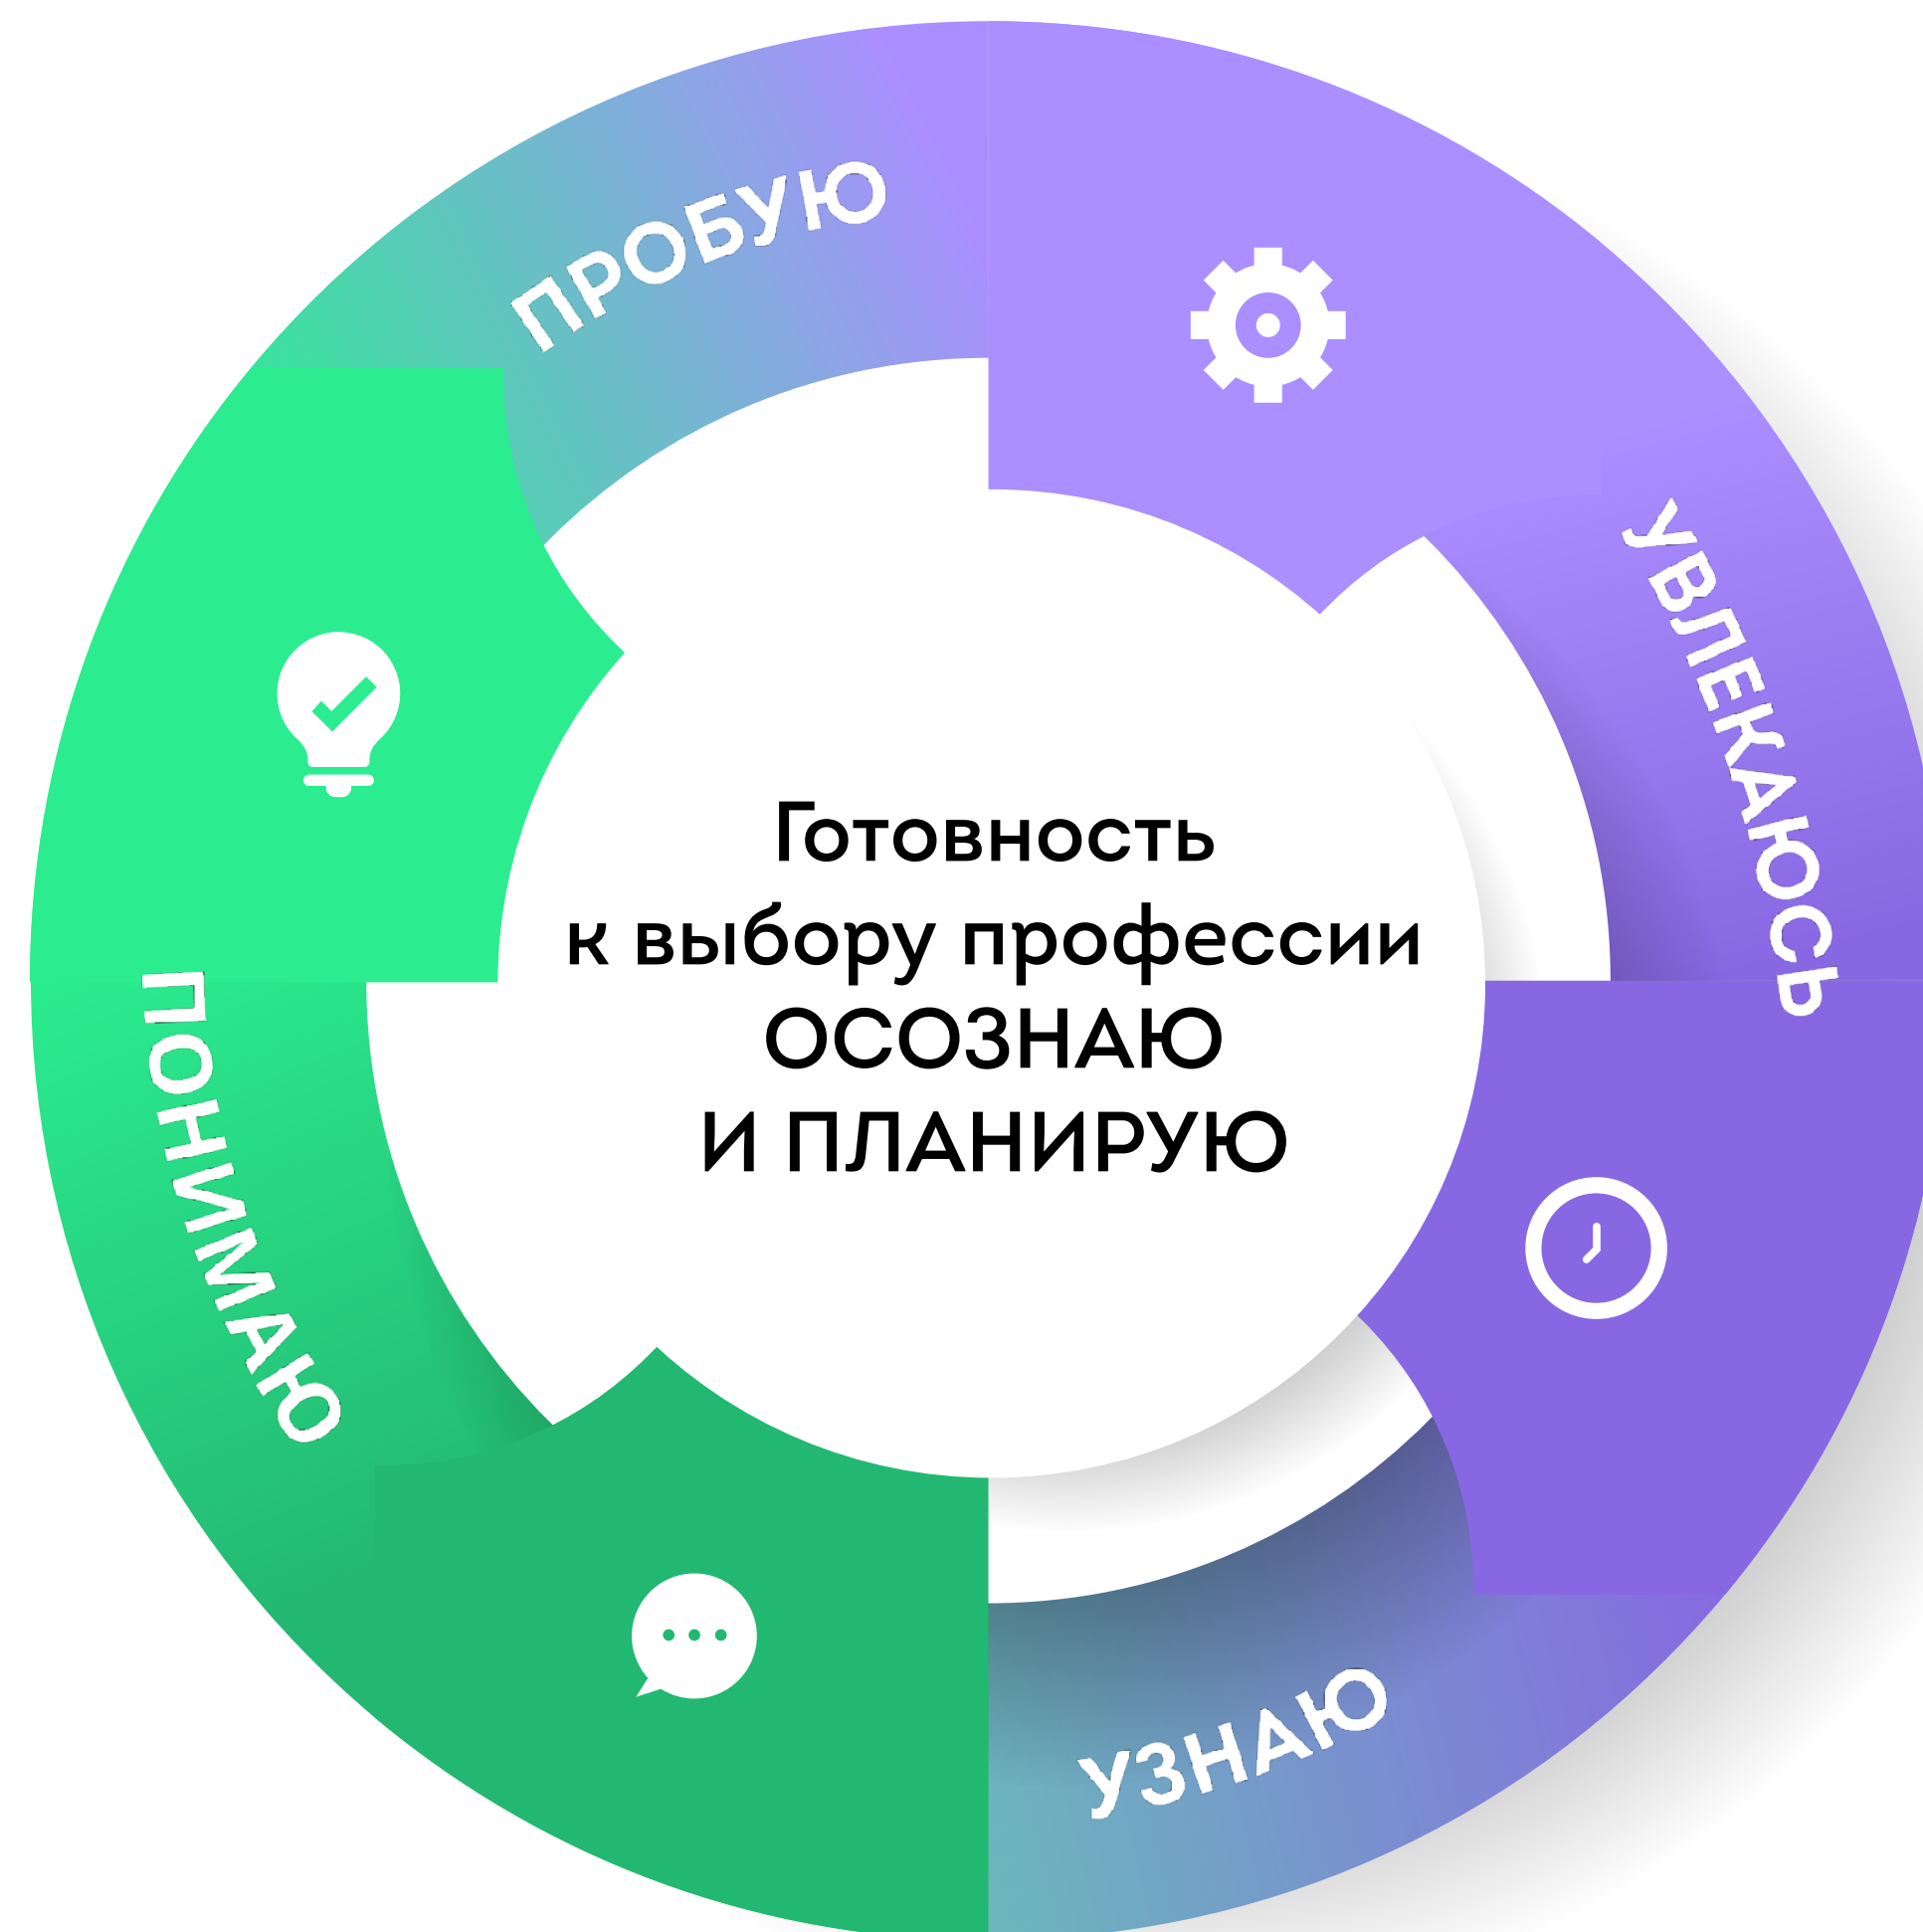 ПРОБУЮ
УВЛЕКАЮСЬ
Готовность
к выбору профессии
ОСОЗНАЮ
И ПЛАНИРУЮ
ПОНИМАЮ
УЗНАЮ